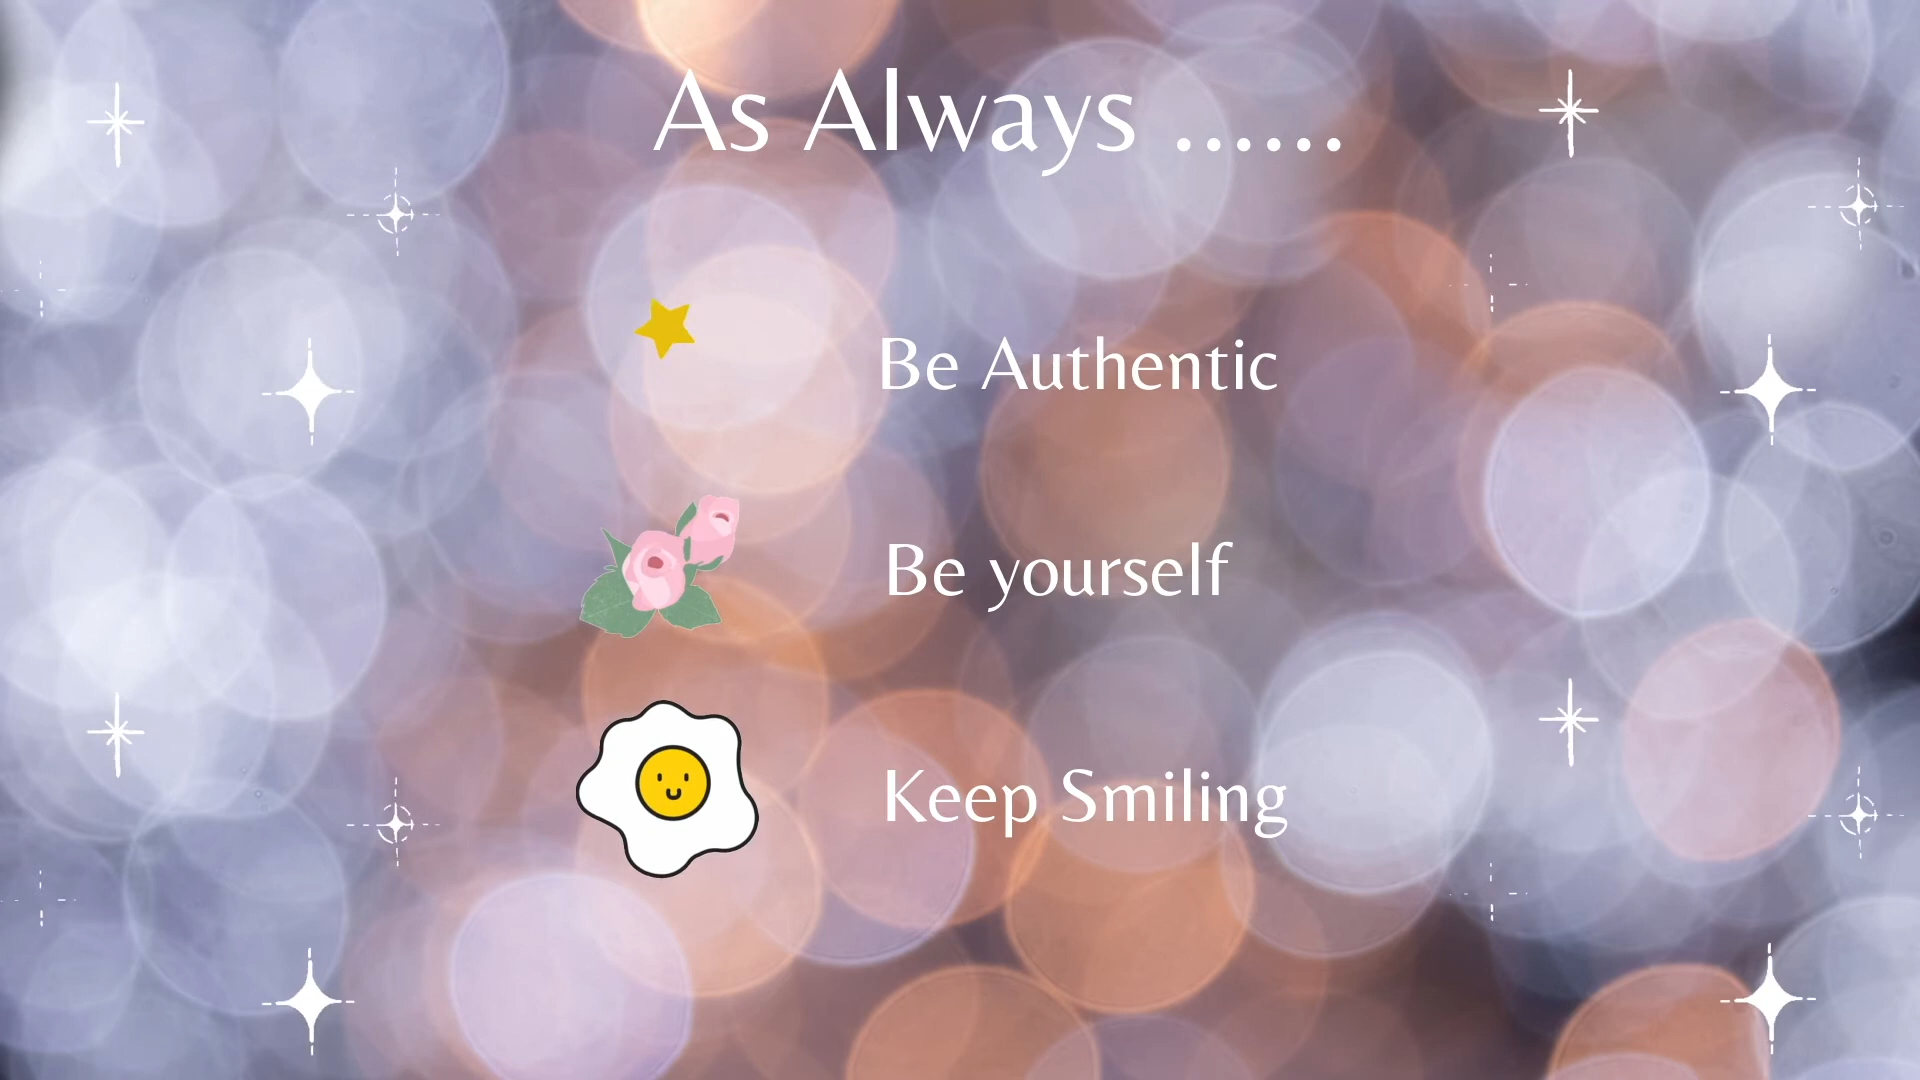 As Always ......
Be Authentic
Be yourself
Keep Smiling